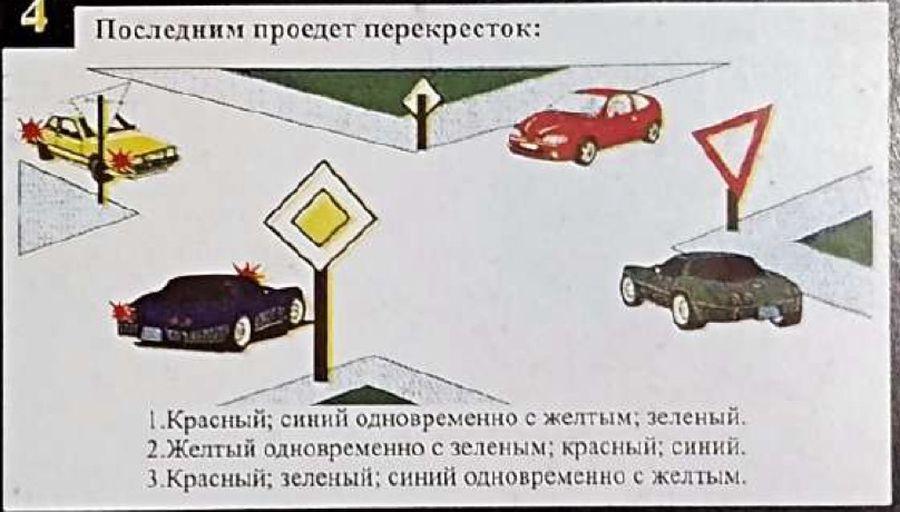 4
Последним проедет перекресток:
1.Красный; синий одновременно с желтым; зеленый.
2.Желтый одновременно с зеленым; красный; синий.
3.Красный; зеленый; синий одновременно с желтым.